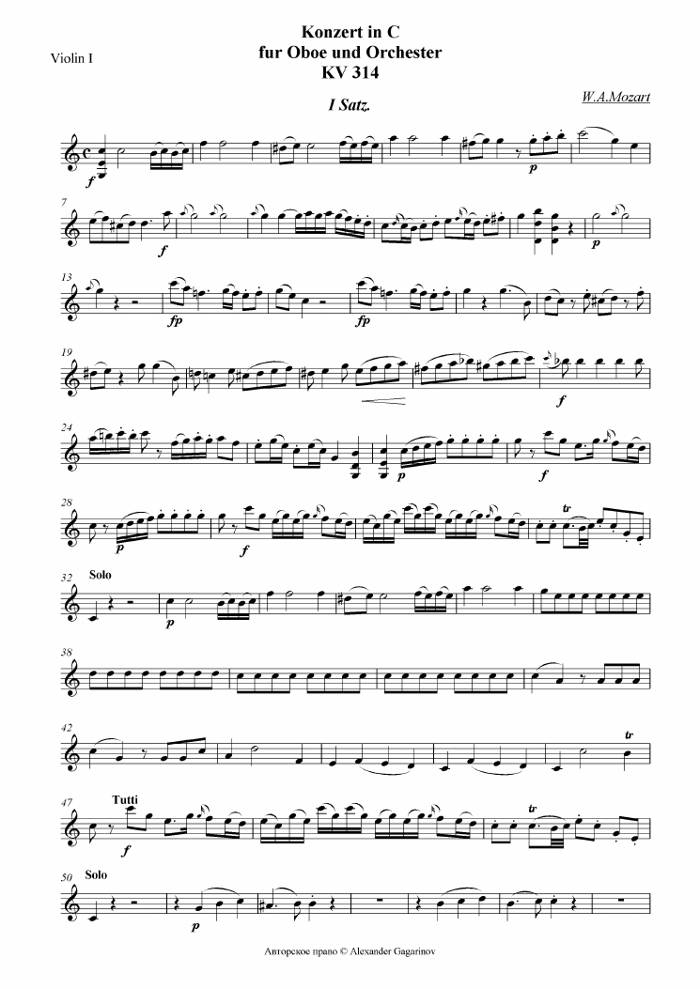 Konzert in C
fur Oboe und Orchester
KV 314
Violin I
W.A.Mozart
I Satz.
f
p
7
f
p
13
fp
fp
19
f
24
p
f
28
p
f
tr
32
Solo
p
38
42
tr
47
Tutti
f
tr
50
Solo
p
Авторское прано © Alexander Gagarinov